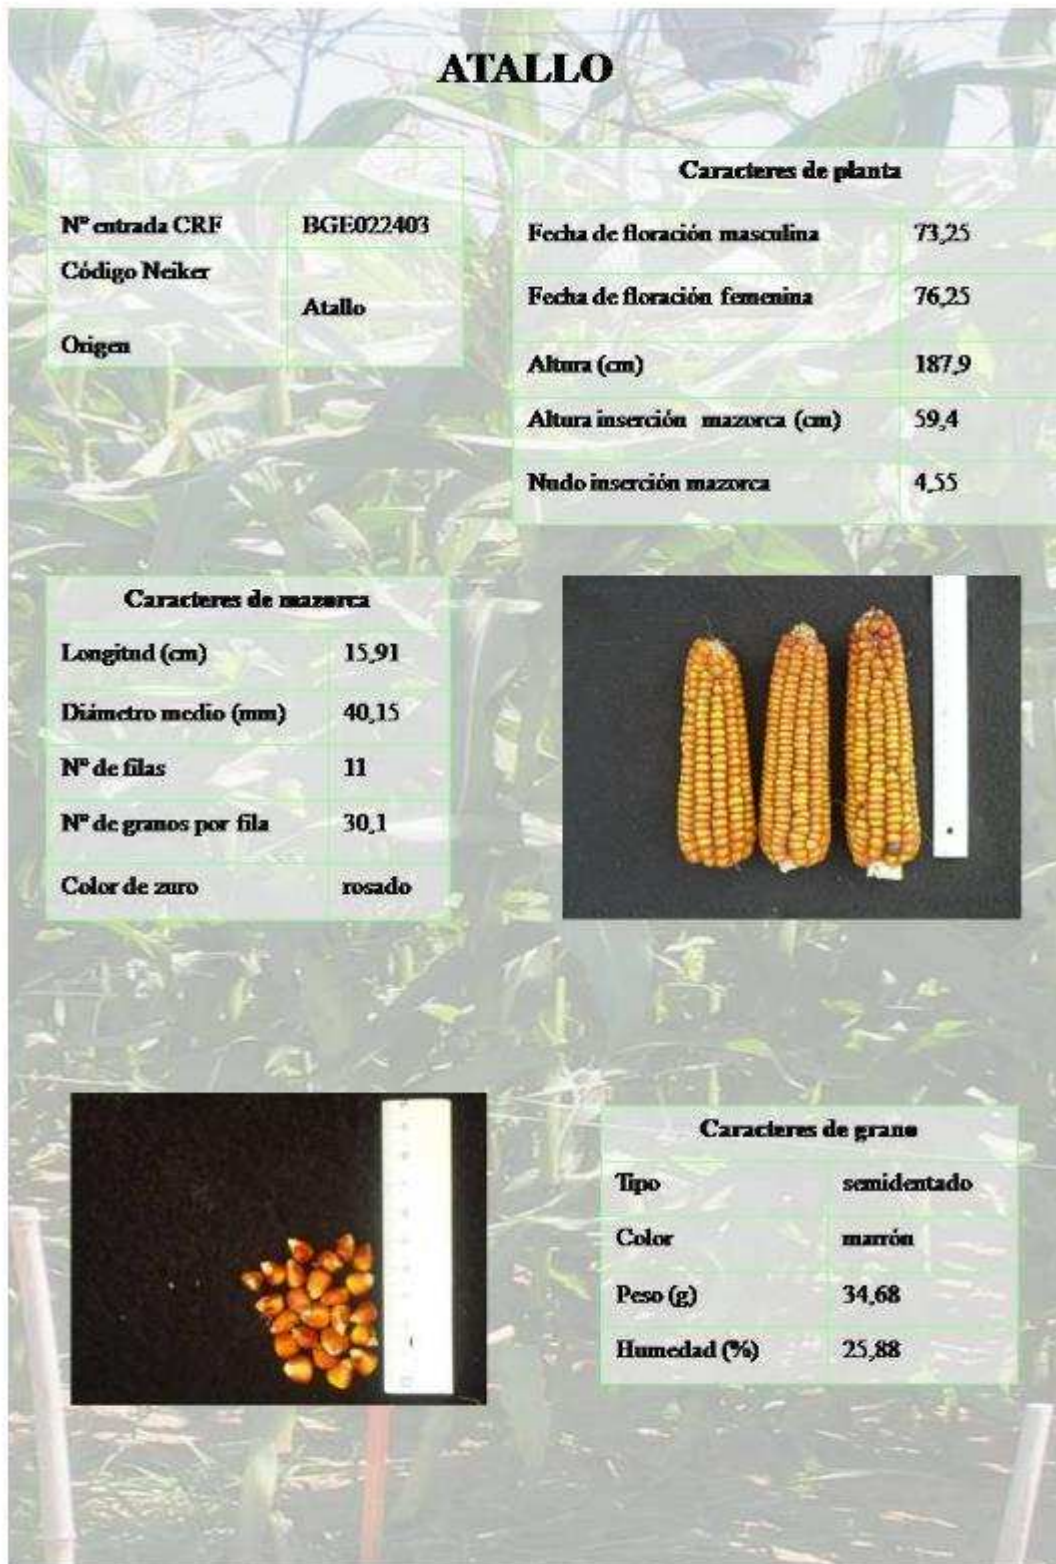 ATALLO
Nº entrada CRF BGE022403
Código Neiker
Atallo
Origen
Caracteres de planta
Fecha de floración masculina 73,25
Fecha de floración femenina 76,25
Altura (cm) 187,9
Altura inserción mazorca (cm) 59,4
Nudo inserción mazorca 4,55
Caracteres de mazorca
Longitud (cm) 15,91
Diámetro medio (mm) 40,15
Nº de filas 11
Nº de granos por fila 30,1
Color de zuro rosado
Caracteres de grano
Tipo semidentado
Color marrón
Peso (g) 34,68
Humedad (%) 25,88